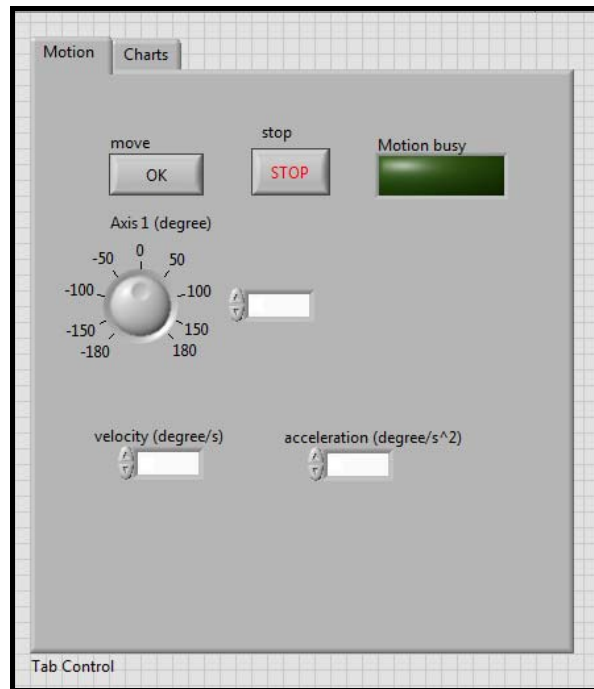 Motion
Charts
move
stop
Motion busy
OK
STOP
Axis 1 (degree)
0
-50
50
-100
100
-150
150
-180
180
velocity (degree/s)
acceleration (degree/s^2)
Tab Control